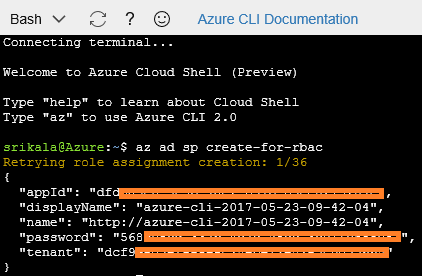 Bash ? Azure CLI Documentation
Connecting terminal...
Welcome to Azure Cloud Shell (Preview)
Type "help" to learn about Cloud Shell
Type "az" to use Azure CLI 2.0
srikala@Azure:~$ az ad sp create-for-rbac
Retrying role assignment creation: 1/36
{
"appId": "dfd ",
"displayName": "azure-cli-2017-05-23-09-42-04",
"name": "http://azure-cli-2017-05-23-09-42-04",
"password": "568 ",
"tenant": "dcf9 "
}